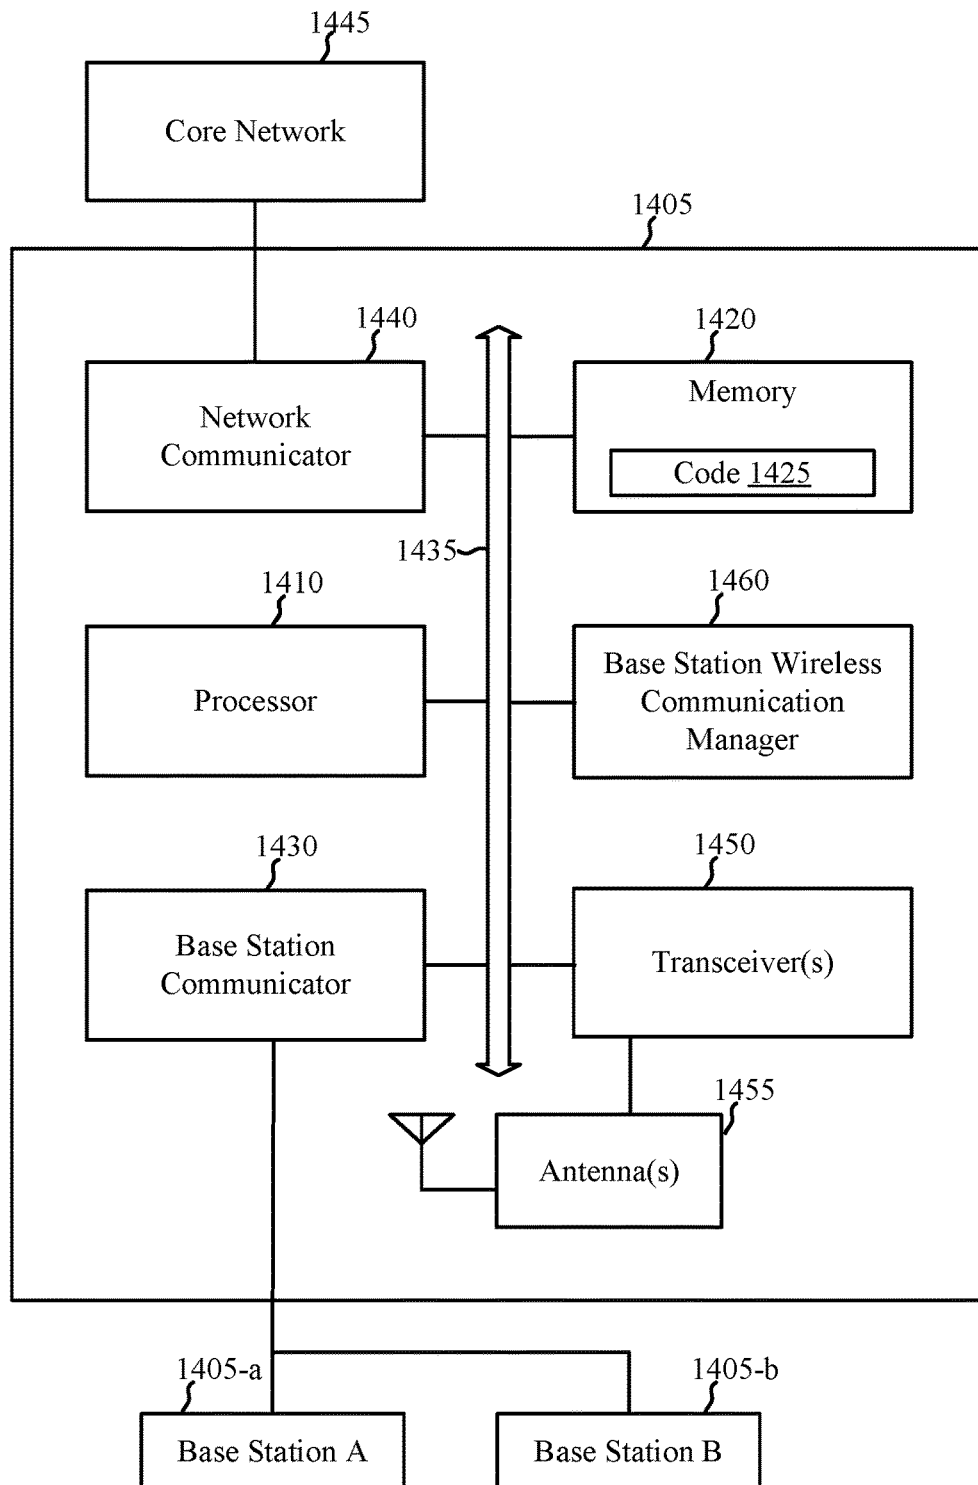 1445
Core Network
1405
1440
1420
Network
Communicator
Memory
Code 1425
1435
1410
1460
Processor
Base Station Wireless
Communication
Manager
1430
1450
Base Station
Communicator
Transceiver(s)
1455
Antenna(s)
1405-a
1405-b
Base Station A
Base Station B